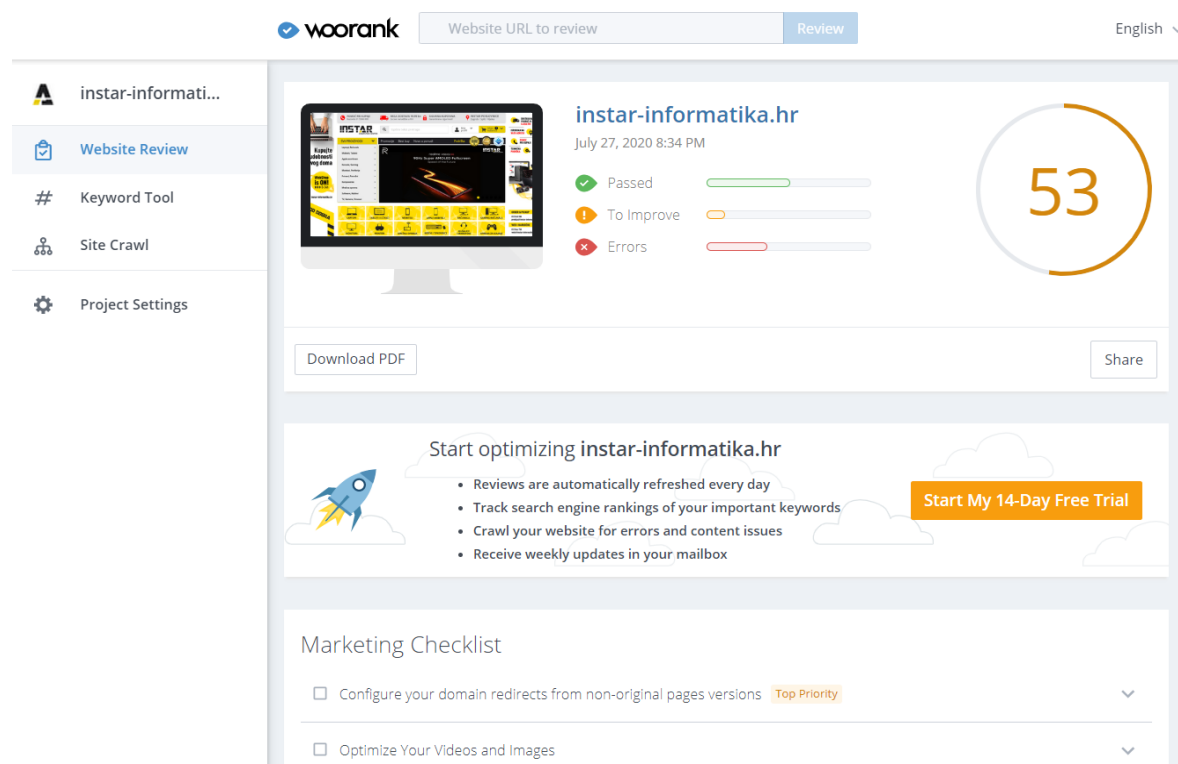 woorank
Website URL to review
Review
English
instar-informati...
Website Review
Keyword Tool
Site Crawl
Project Settings
INSTAR
instar-informatika.hr
July 27, 2020 8:34 PM
Passed
To Improve
Errors
53
Download PDF
Share
Start optimizing instar-informatika.hr
Reviews are automatically refreshed every day
Track search engine rankings of your important keywords
Crawl your website for errors and content issues
Receive weekly updates in your mailbox
Start My 14-Day Free Trial
Marketing Checklist
Configure your domain redirects from non-original pages versions Top Priority
Optimize Your Videos and Images